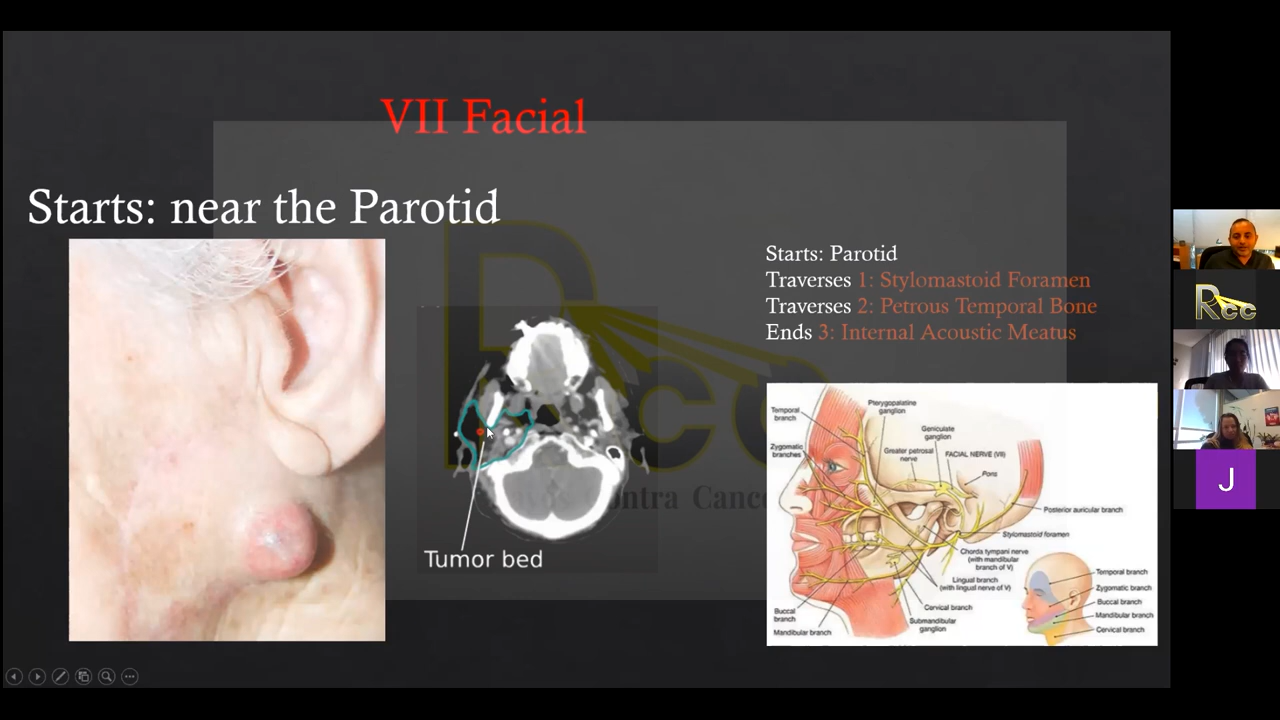 VII Facial
Starts: near the Parotid
Starts: Parotid
Traverses 1: Stylomastoid Foramen
Traverses 2: Petrous Temporal Bone
Ends 3: Internal Acoustic Meatus
Tumor bed
Rcc
ntra Canc
Temporal
branch
Zygomatic
branches
Pterygopalatine
ganglion
Geniculate
ganglion
Greater petrosal
nerve
FACIAL NERVE (VII)
Pons
Posterior auricular branch
Stylomastoid foramen
Chorda tympani nerve
(with mandibular
branch of V)
Lingual branch
(with lingual nerve of V)
Cervical branch
Submandibular
ganglion
Buccal
branch
Mandibular branch
Temporal branch
Zygomatic branch
Buccal branch
Mandibular branch
Cervical branch
Rcc
J